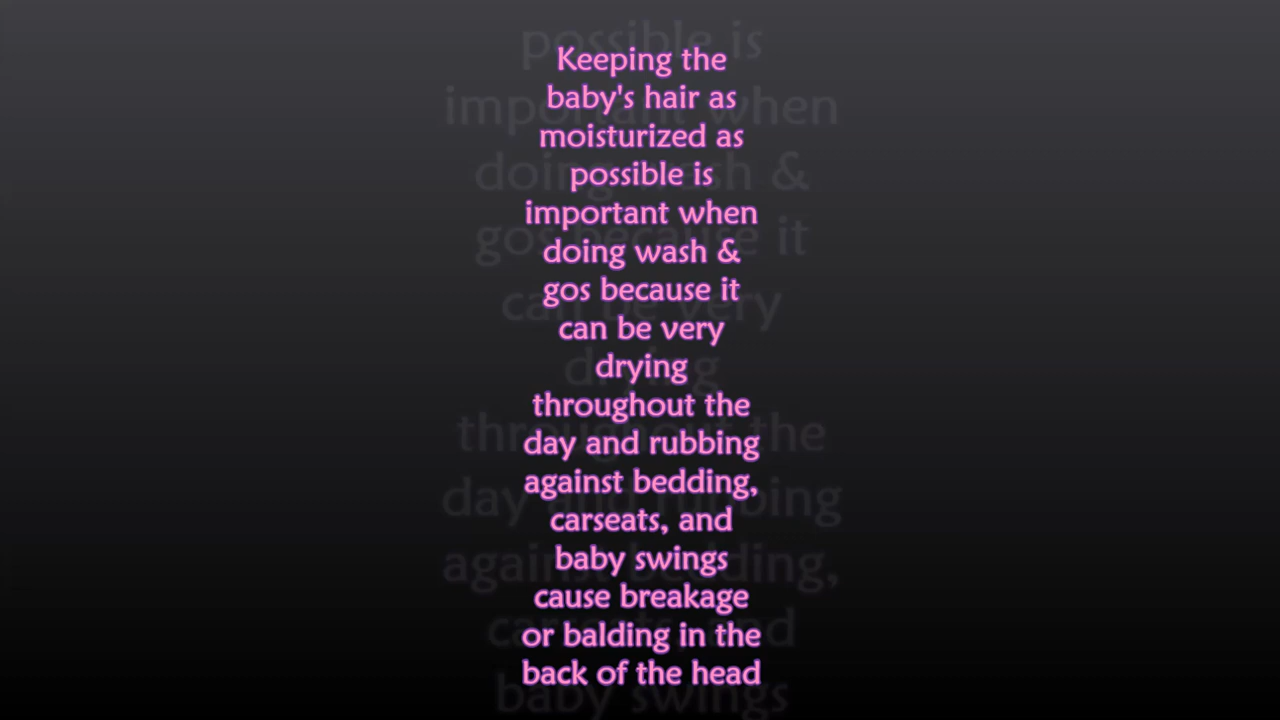 Keeping the
baby's hair as
moisturized as
possible is
important when
doing wash &
gos because it
can be very
drying
throughout the
day and rubbing
against bedding,
carseats, and
baby swings
cause breakage
or balding in the
back of the head